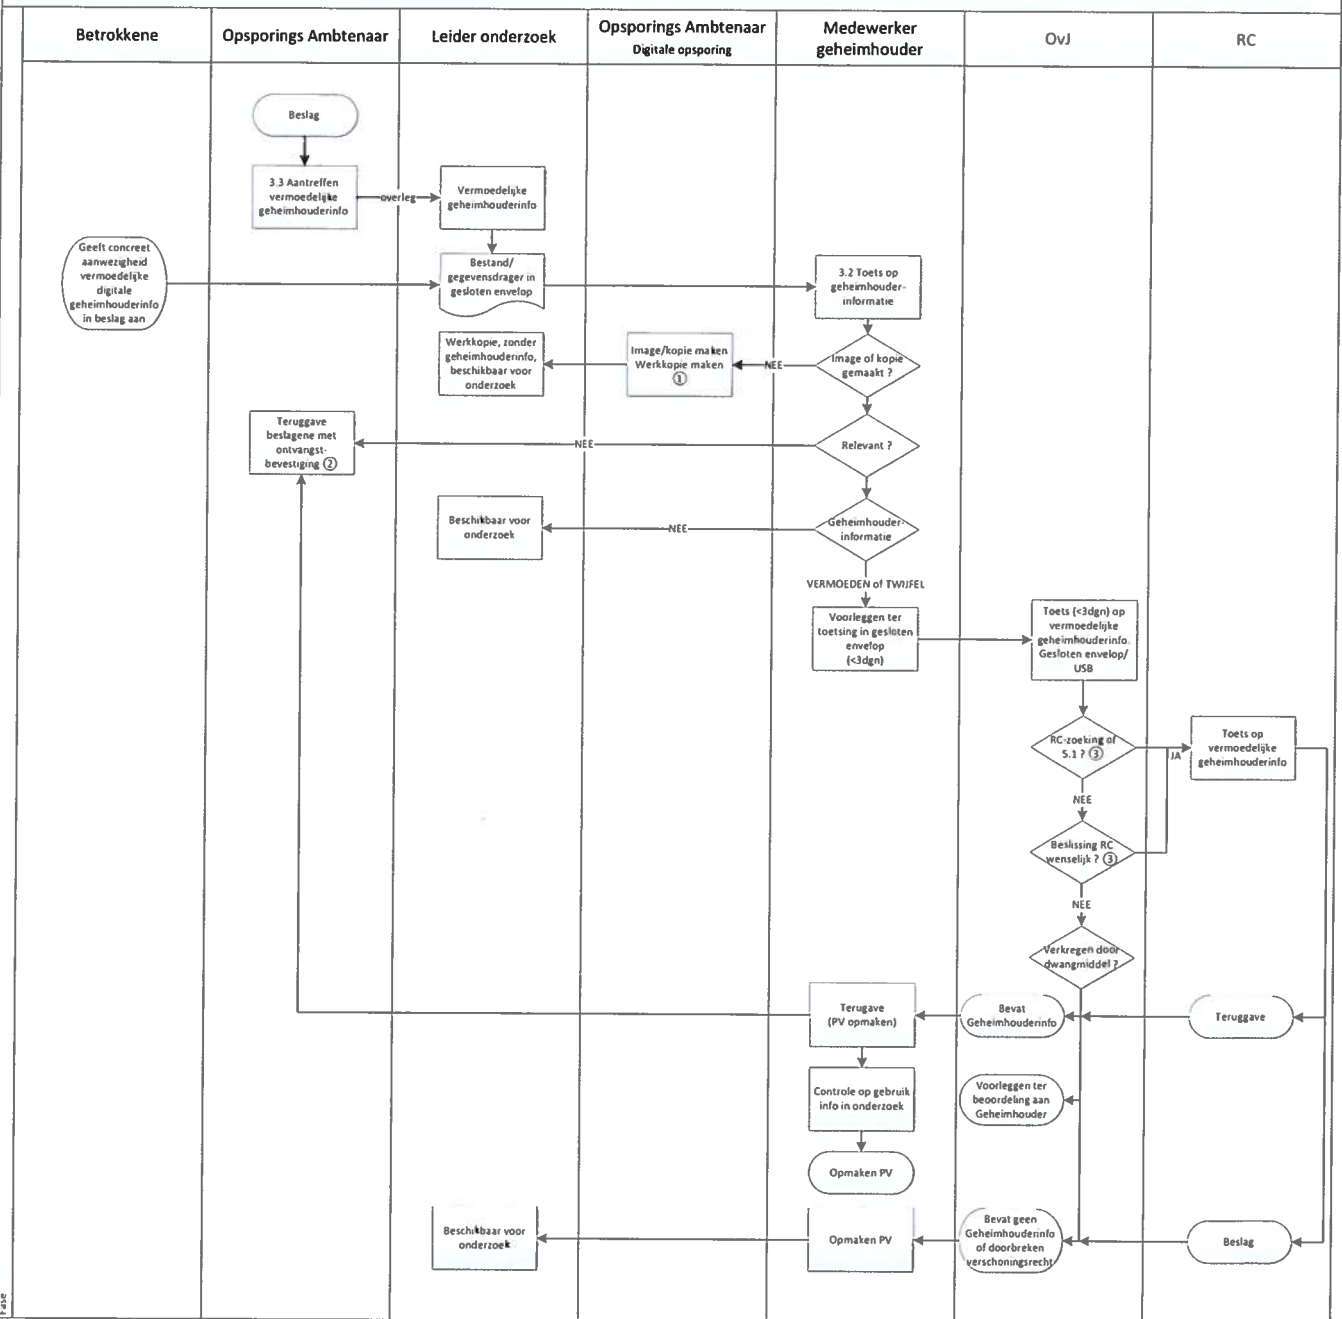 Betrokkene
Opsporings Ambtenaar
Leider onderzoek
Opsporings Ambtenaar
Digitale opsporing
Medewerker
geheimhouder
OvJ
RC
Beslag
3.3 Aantreffen
vermoedelijke
geheimhouderinfo
overleg
Vermoedelijke
geheimhouderinfo
Geeft concreet
aanwezigheid
vermoedelijke
digitale
geheimhouderinfo
in beslag aan
Bestand/
gegevensdrager in
gesloten envelop
3.2 Toets op
geheimhouder-
informatie
Werkkopie, zonder
geheimhouderinfo,
beschikbaar voor
onderzoek
Image/kopie maken
Werkkopie maken
①
NEE
Image of kopie
gemaakt ?
Teruggave
beslagene met
ontvangst-
bevestiging ②
NEE
Relevant ?
Beschikbaar voor
onderzoek
NEE
Geheimhouder-
informatie
VERMOEDEN of TWIJFEL
Voorleggen ter
toetsing in gesloten
envelop
(<3dgn)
Toets (<3dgn) op
vermoedelijke
geheimhouderinfo.
Gesloten envelop/
USB
RC-zoeking of
5.1 ? ③
JA
Toets op
vermoedelijke
geheimhouderinfo
NEE
Beslissing RC
wenselijk ? ③
NEE
Verkregen door
dwangmiddel ?
Terugave
(PV opmaken)
Bevat
Geheimhouderinfo
Teruggave
Controle op gebruik
info in onderzoek
Voorleggen ter
beoordeling aan
Geheimhouder
Opmaken PV
Beschikbaar voor
onderzoek
Opmaken PV
Bevat geen
Geheimhouderinfo
of doorbreken
verschoningsrecht
Beslag
Fase